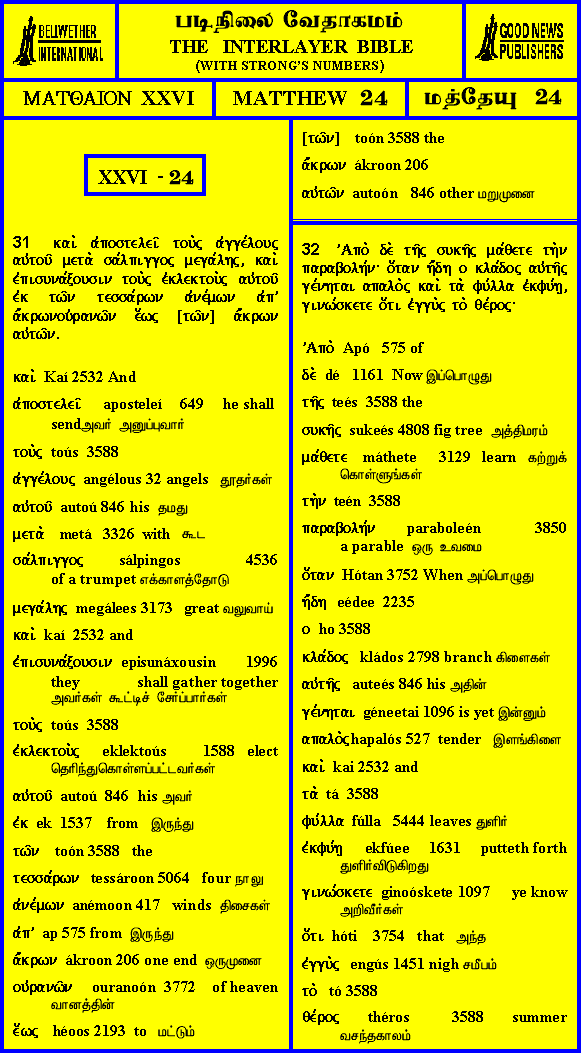 BELLWETHER
INTERNATIONAL
படிநிலை வேதாகமம்
THE INTERLAYER BIBLE
(WITH STRONG'S NUMBERS)
GOOD NEWS
PUBLISHERS
ΜΑΤΘΑΙΟΝ XXVI
MATTHEW 24
மத்தேயு 24
XXVI - 24
31 καὶ ἀποστελεῖ τοὺς ἀγγέλους
αὐτοῦ μετὰ σάλπιγγος μεγάλης, καὶ
ἐπισυνάξουσιν τοὺς ἐκλεκτοὺς αὐτοῦ
ἐκ τῶν τεσσάρων ἀνέμων ἀπ'
ἄκρωνοὐρανῶν ἕως [τῶν] ἄκρων
αὐτῶν.
καὶ Kaí 2532 And
ἀποστελεῖ aposteleí 649 he shall
sendஅவர் அனுப்புவார்
τοὺς toús 3588
ἀγγέλους angélous 32 angels தூதர்கள்
αὐτοῦ autoú 846 his தமது
μετὰ metá 3326 with கூட
σάλπιγγος sálpingos 4536
of a trumpet எக்காளத்தோடு
μεγάλης megálees 3173 great வலுவாய்
καὶ kaí 2532 and
ἐπισυνάξουσιν episunáxousin 1996
they shall gather together
அவர்கள் கூட்டிச் சேர்ப்பார்கள்
τοὺς toús 3588
ἐκλεκτοὺς eklektoús 1588 elect
தெரிந்துகொள்ளப்பட்டவர்கள்
αὐτοῦ autoú 846 his அவர்
ἐκ ek 1537 from இருந்து
τῶν toón 3588 the
τεσσάρων tessároon 5064 four நாலு
ἀνέμων anémoon 417 winds திசைகள்
ἀπ' ap 575 from இருந்து
ἄκρων ákroon 206 one end ஒருமுனை
οὐρανῶν ouranoón 3772 of heaven
வானத்தின்
ἕως héoos 2193 to மட்டும்
[τῶν] toón 3588 the
ἄκρων ákroon 206
αὐτῶν autoón 846 other மறுமுனை
32 Ἀπὸ δὲ τῆς συκῆς μάθετε τὴν
παραβολήν· ὅταν ἤδη ο κλάδος αὐτῆς
γένηται απαλὸς καὶ τὰ φύλλα ἐκφύῃ,
γινώσκετε ὅτι ἐγγὺς τὸ θέρος·
Ἀπὸ Apó 575 of
δὲ dé 1161 Now இப்பொழுது
τῆς teés 3588 the
συκῆς sukeés 4808 fig tree அத்திமரம்
μάθετε máthete 3129 learn கற்றுக்
கொள்ளுங்கள்
τὴν teén 3588
παραβολήν paraboleén 3850
a parable ஒரு உவமை
ὅταν Hótan 3752 When அப்பொழுது
ἤδη eédee 2235
ο ho 3588
κλάδος kládos 2798 branch கிளைகள்
αὐτῆς auteés 846 his அதின்
γένηται géneetai 1096 is yet இன்னும்
απαλὸς hapalós 527 tender இளங்கிளை
καὶ kai 2532 and
τὰ tá 3588
φύλλα fúlla 5444 leaves துளிர்
ἐκφύῃ ekfúee 1631 putteth forth
துளிர்விடுகிறது
γινώσκετε ginoóskete 1097 ye know
அறிவீர்கள்
ὅτι hóti 3754 that அந்த
ἐγγὺς engús 1451 nigh சமீபம்
τὸ tó 3588
θέρος théros 3588 summer
வசந்தகாலம்